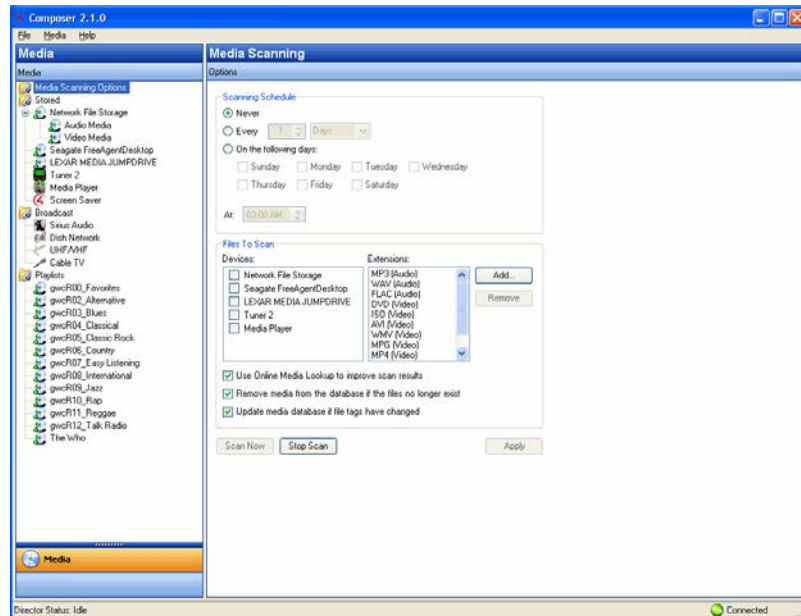 Composer 2.1.0
File Media Help
Media
Media
Media Scanning Options
Stored
Network File Storage
Audio Media
Video Media
Seagate FreeAgentDesktop
LEXAR MEDIA JUMPDRIVE
Tuner 2
Media Player
Screen Saver
Broadcast
Sirius Audio
Dish Network
UHF/VHF
Cable TV
Playlists
gwcR00_Favorites
gwcR02_Alternative
gwcR03_Blues
gwcR04_Classical
gwcR05_Classic Rock
gwcR06_Country
gwcR07_Easy Listening
gwcR08_International
gwcR09_Jazz
gwcR10_Rap
gwcR11_Reggae
gwcR12_Talk Radio
The Who
Media
Media Scanning
Options
Scanning Schedule
Never
Every 1 Days
On the following days:
Sunday Monday Tuesday Wednesday
Thursday Friday Saturday
At: 03:00 AM
Files To Scan
Devices:
Network File Storage
Seagate FreeAgentDesktop
LEXAR MEDIA JUMPDRIVE
Tuner 2
Media Player
Extensions:
MP3 (Audio)
WAV (Audio)
FLAC (Audio)
DVD (Video)
ISO (Video)
AVI (Video)
WMV (Video)
MPG (Video)
MP4 (Video)
Add...
Remove
Use Online Media Lookup to improve scan results
Remove media from the database if the files no longer exist
Update media database if file tags have changed
Scan Now Stop Scan Apply
Director Status: Idle Connected